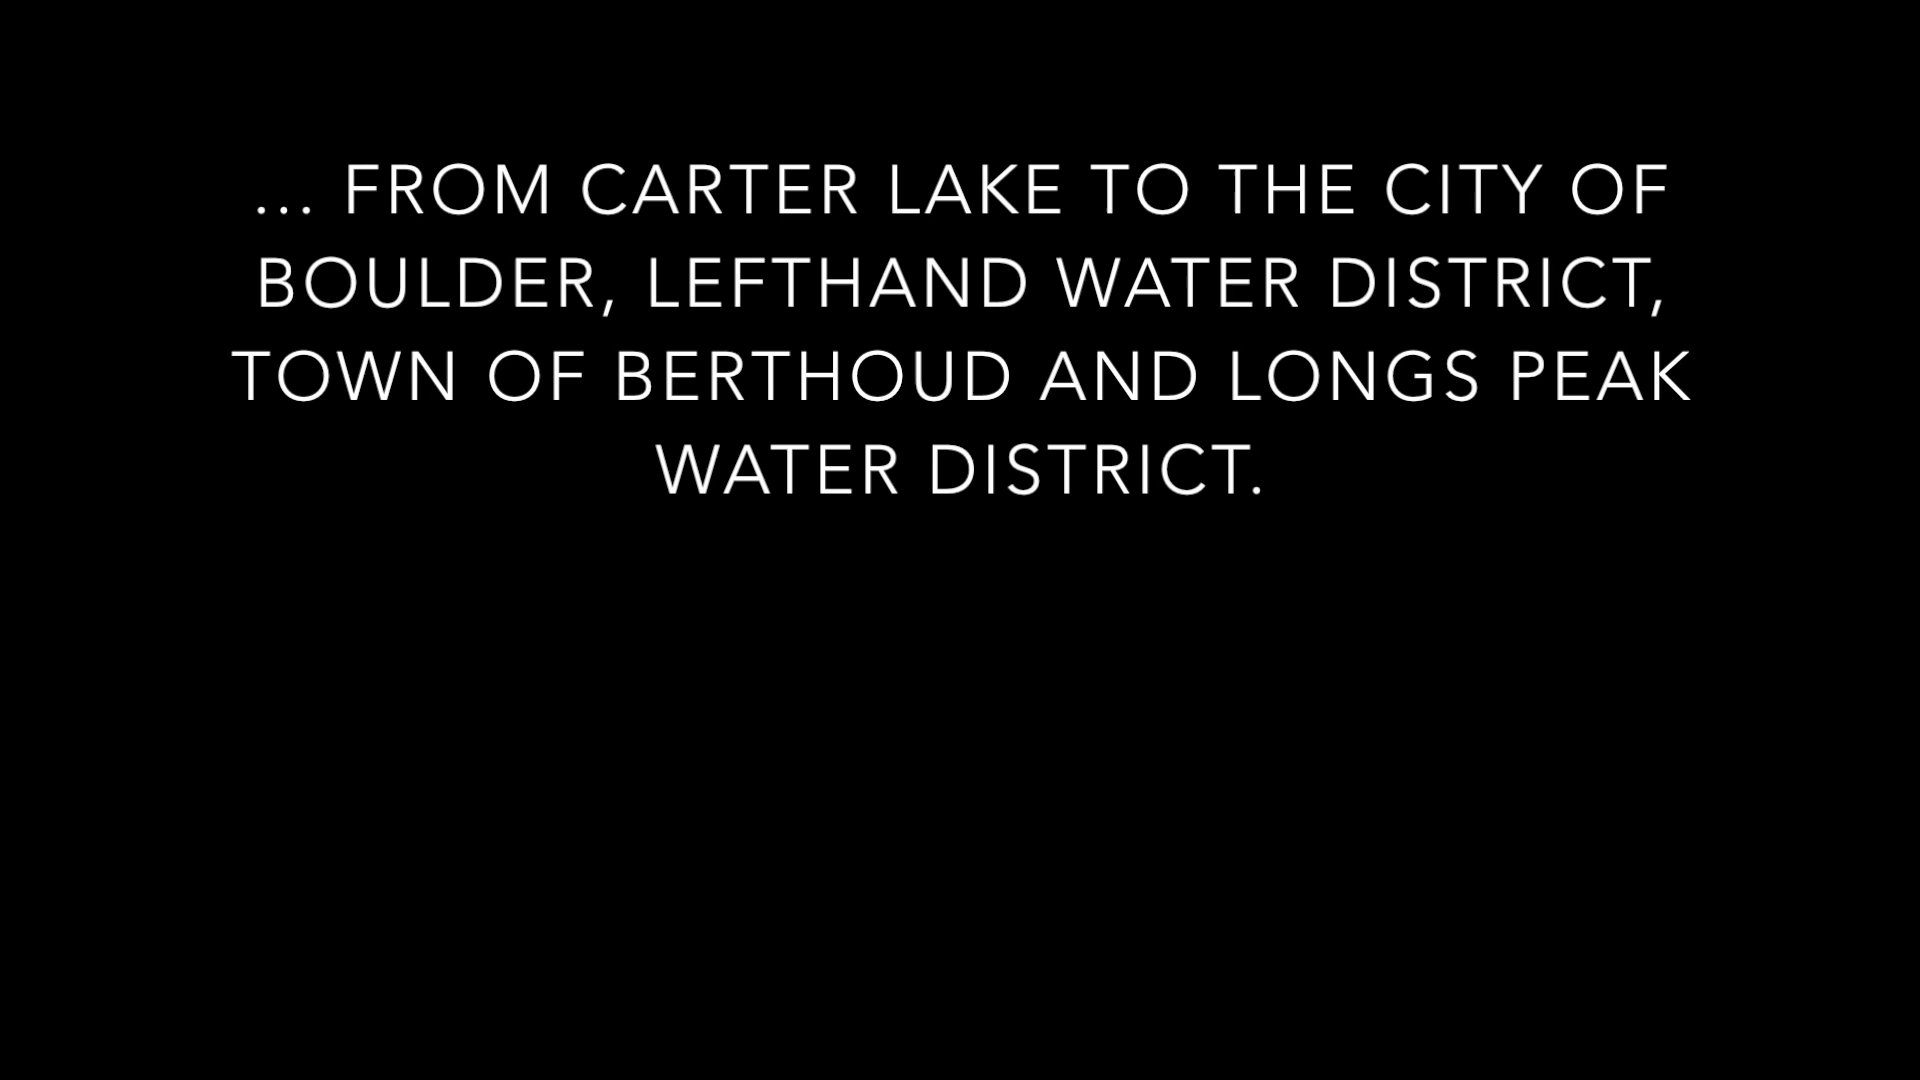 ... FROM CARTER LAKE TO THE CITY OF
BOULDER, LEFTHAND WATER DISTRICT,
TOWN OF BERTHOUD AND LONGS PEAK
WATER DISTRICT.